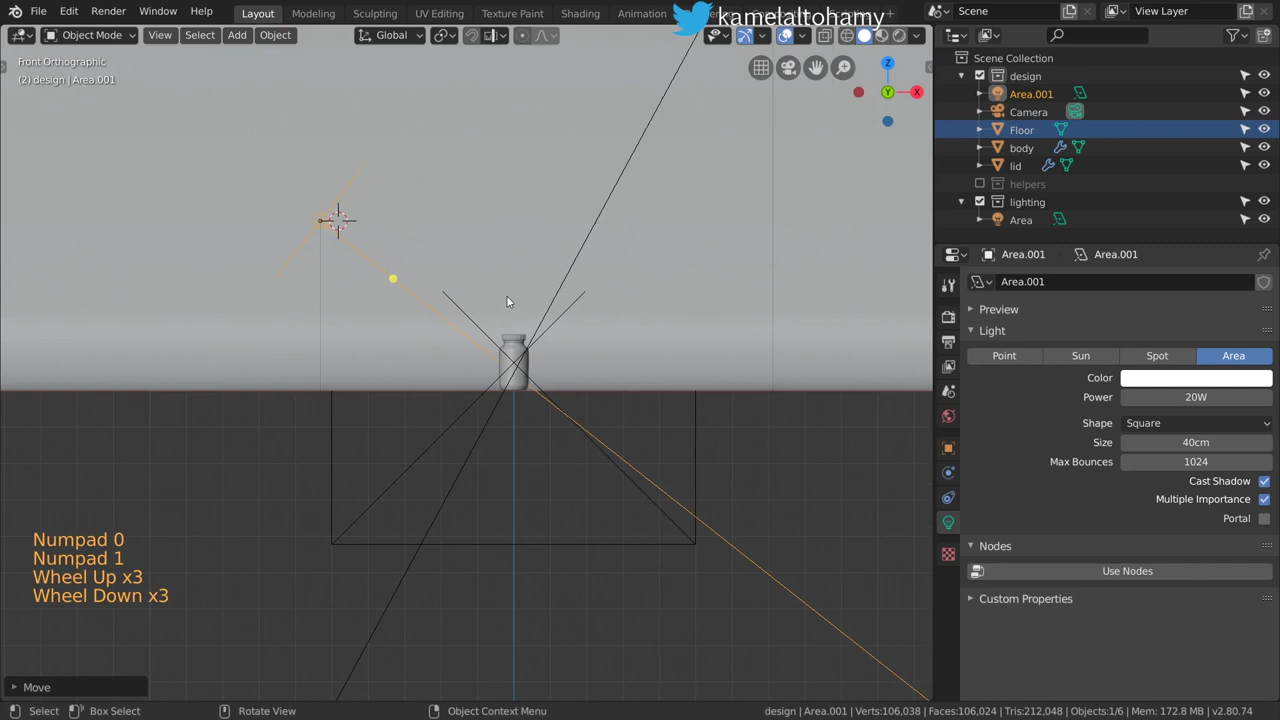 File Edit Render Window Help Layout Modeling Sculpting UV Editing Texture Paint Shading Animation Scene View Layer
kamelaltohamy
Object Mode View Select Add Object Global
Front Orthographic
(2) design | Area.001
Z
Y X
Scene Collection
design
Area.001
Camera
Floor
body
lid
helpers
lighting
Area
Area.001 Area.001
Area.001
Preview
Light
Point Sun Spot Area
Color
Power 20W
Shape Square
Size 40cm
Max Bounces 1024
Cast Shadow
Multiple Importance
Portal
Nodes
Use Nodes
Custom Properties
Numpad 0
Numpad 1
Wheel Up x3
Wheel Down x3
Move
Select Box Select Rotate View Object Context Menu design | Area.001 | Verts:106,038 | Faces:106,024 | Tris:212,048 | Objects:1/6 | Mem: 172.8 MB | v2.80.74